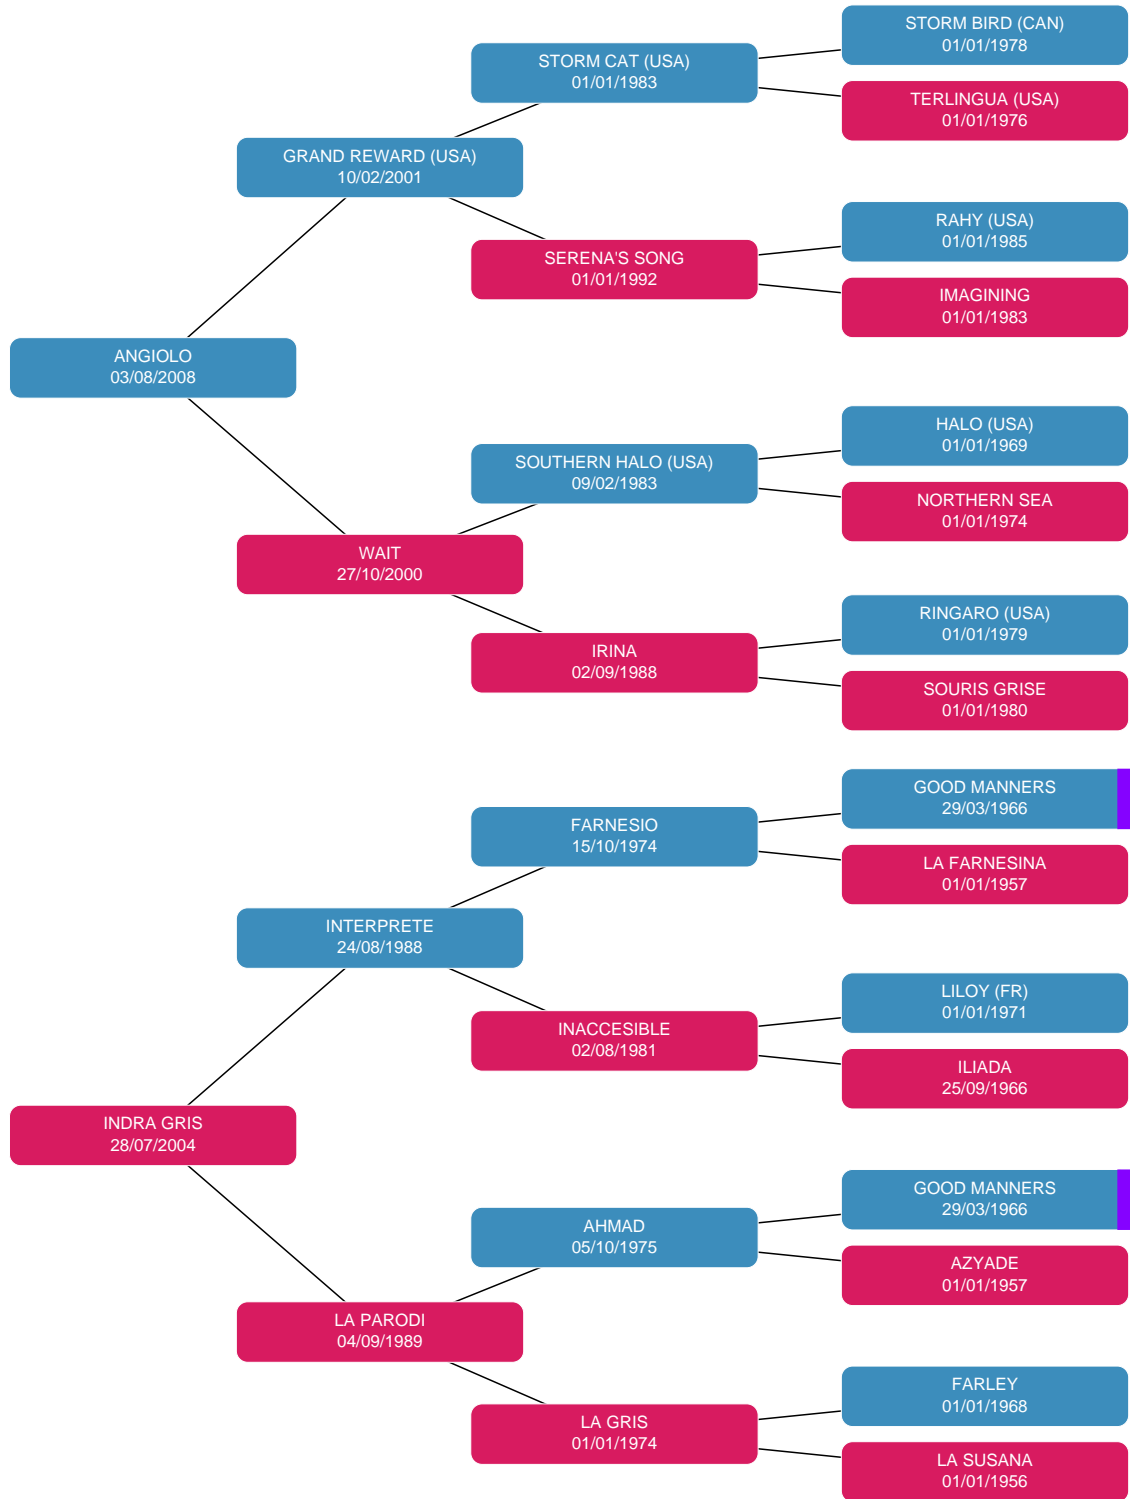 STORM BIRD (CAN)
01/01/1978
STORM CAT (USA)
01/01/1983
TERLINGUA (USA)
01/01/1976
GRAND REWARD (USA)
10/02/2001
RAHY (USA)
01/01/1985
SERENA'S SONG
01/01/1992
IMAGINING
01/01/1983
ANGIOLO
03/08/2008
HALO (USA)
01/01/1969
SOUTHERN HALO (USA)
09/02/1983
NORTHERN SEA
01/01/1974
WAIT
27/10/2000
RINGARO (USA)
01/01/1979
IRINA
02/09/1988
SOURIS GRISE
01/01/1980
GOOD MANNERS
29/03/1966
FARNESIO
15/10/1974
LA FARNESINA
01/01/1957
INTERPRETE
24/08/1988
LILOY (FR)
01/01/1971
INACCESIBLE
02/08/1981
ILIADA
25/09/1966
INDRA GRIS
28/07/2004
GOOD MANNERS
29/03/1966
AHMAD
05/10/1975
AZYADE
01/01/1957
LA PARODI
04/09/1989
FARLEY
01/01/1968
LA GRIS
01/01/1974
LA SUSANA
01/01/1956